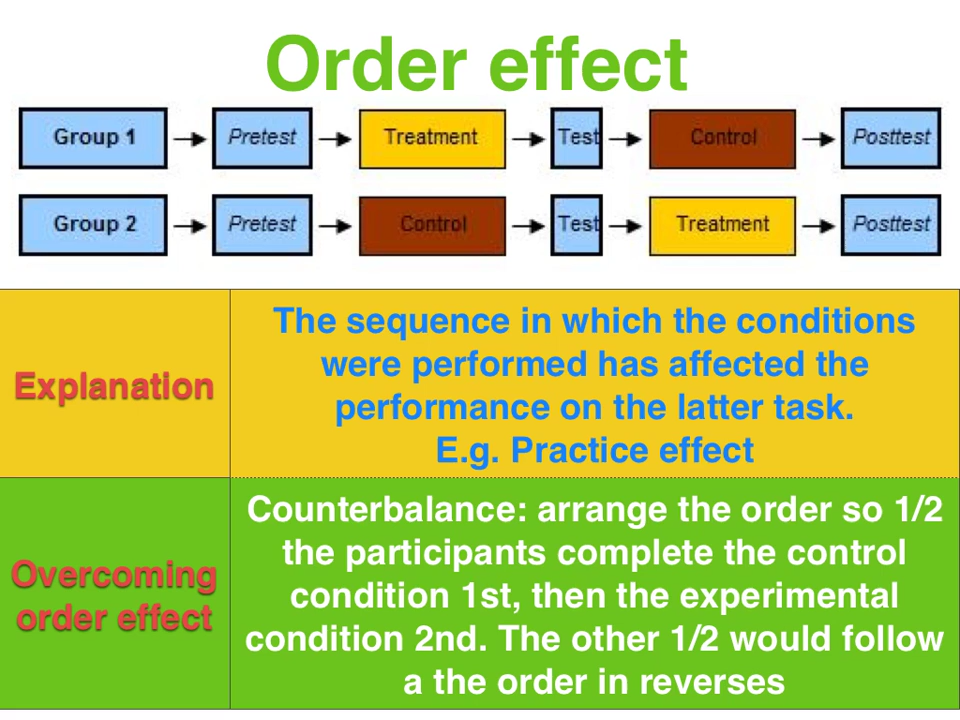 Order effect
Group 1 Pretest Treatment Test Control Posttest
Group 2 Pretest Control Test Treatment Posttest
Explanation
The sequence in which the conditions
were performed has affected the
performance on the latter task.
E.g. Practice effect
Overcoming
order effect
Counterbalance: arrange the order so 1/2
the participants complete the control
condition 1st, then the experimental
condition 2nd. The other 1/2 would follow
a the order in reverses